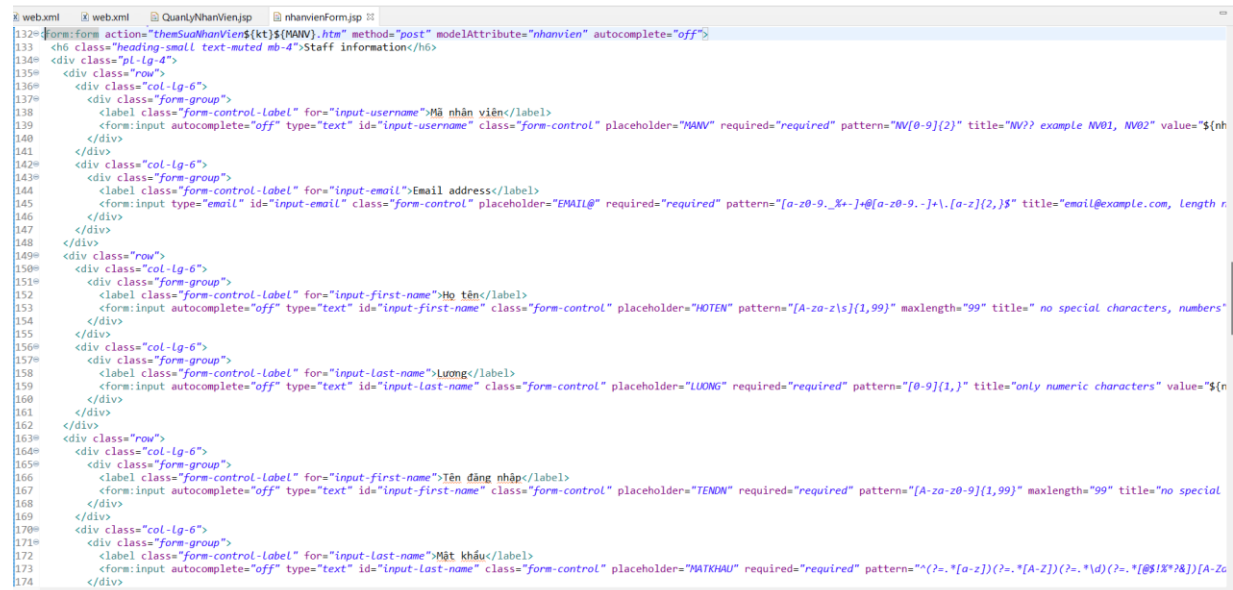 web.xml web.xml QuanLyNhanVien.jsp nhanvienForm.jsp
132 <form:form action="themSuaNhanVien${kt}${MANV}.htm" method="post" modelAttribute="nhanvien" autocomplete="off">
133 <h6 class="heading-small text-muted mb-4">Staff information</h6>
134 <div class="pl-lg-4">
135 <div class="row">
136 <div class="col-lg-6">
137 <div class="form-group">
138 <label class="form-control-label" for="input-username">Mã nhân viên</label>
139 <form:input autocomplete="off" type="text" id="input-username" class="form-control" placeholder="MANV" required="required" pattern="NV[0-9]{2}" title="NV?? example NV01, NV02" value="${nh
140 </div>
141 </div>
142 <div class="col-lg-6">
143 <div class="form-group">
144 <label class="form-control-label" for="input-email">Email address</label>
145 <form:input type="email" id="input-email" class="form-control" placeholder="EMAIL@" required="required" pattern="[a-z0-9._%+-]+@[a-z0-9.-]+\.[a-z]{2,}$" title="email@example.com, length n
146 </div>
147 </div>
148 </div>
149 <div class="row">
150 <div class="col-lg-6">
151 <div class="form-group">
152 <label class="form-control-label" for="input-first-name">Họ tên</label>
153 <form:input autocomplete="off" type="text" id="input-first-name" class="form-control" placeholder="HOTEN" pattern="[A-za-z\s]{1,99}" maxlength="99" title=" no special characters, numbers"
154 </div>
155 </div>
156 <div class="col-lg-6">
157 <div class="form-group">
158 <label class="form-control-label" for="input-last-name">Lương</label>
159 <form:input autocomplete="off" type="text" id="input-last-name" class="form-control" placeholder="LUONG" required="required" pattern="[0-9]{1,}" title="only numeric characters" value="${n
160 </div>
161 </div>
162 </div>
163 <div class="row">
164 <div class="col-lg-6">
165 <div class="form-group">
166 <label class="form-control-label" for="input-first-name">Tên đăng nhập</label>
167 <form:input autocomplete="off" type="text" id="input-first-name" class="form-control" placeholder="TENDN" required="required" pattern="[A-za-z0-9]{1,99}" maxlength="99" title="no special
168 </div>
169 </div>
170 <div class="col-lg-6">
171 <div class="form-group">
172 <label class="form-control-label" for="input-last-name">Mật khẩu</label>
173 <form:input autocomplete="off" type="text" id="input-last-name" class="form-control" placeholder="MATKHAU" required="required" pattern="^(?=.*[a-z])(?=.*[A-Z])(?=.*\d)(?=.*[@$!%*?&])[A-Za
174 </div>